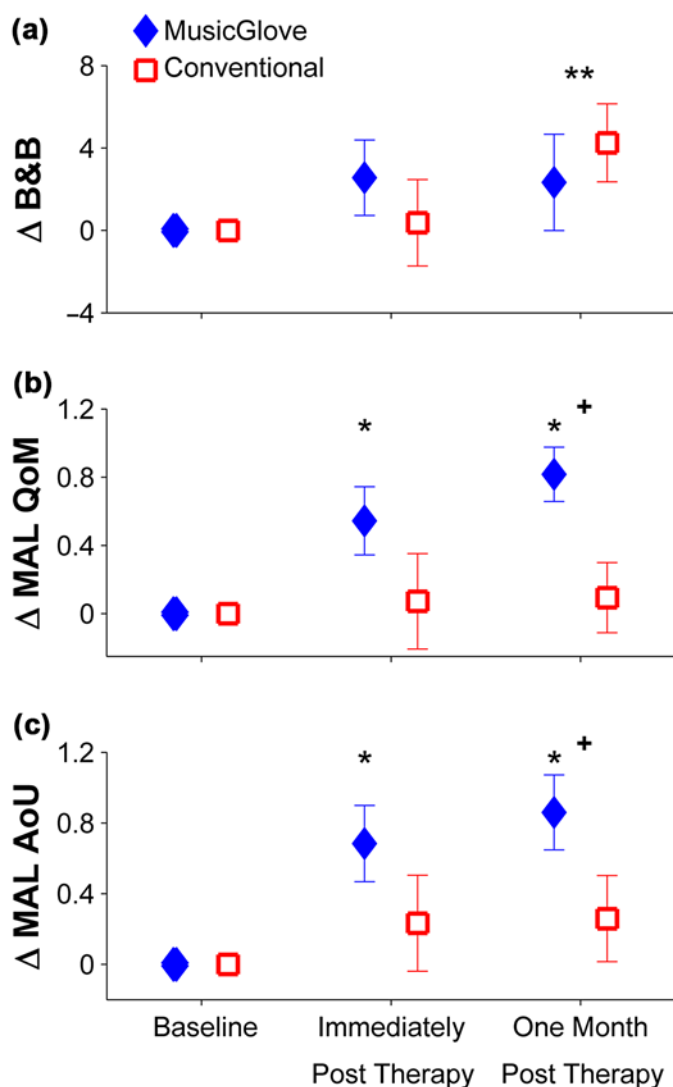 (a)
MusicGlove
Conventional
8
4
0
–4
Δ B&B
**
(b)
1.2
0.8
0.4
0
Δ MAL QoM
*
* +
(c)
1.2
0.8
0.4
0
Δ MAL AoU
*
* +
Baseline
Immediately
Post Therapy
One Month
Post Therapy